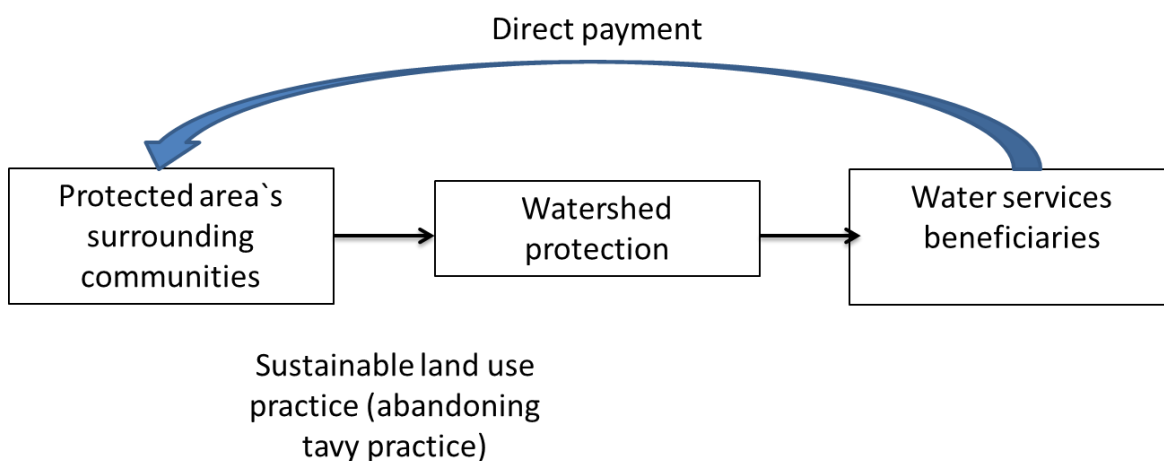 Direct payment
Protected area`s
surrounding
communities
Watershed
protection
Water services
beneficiaries
Sustainable land use
practice (abandoning
tavy practice)